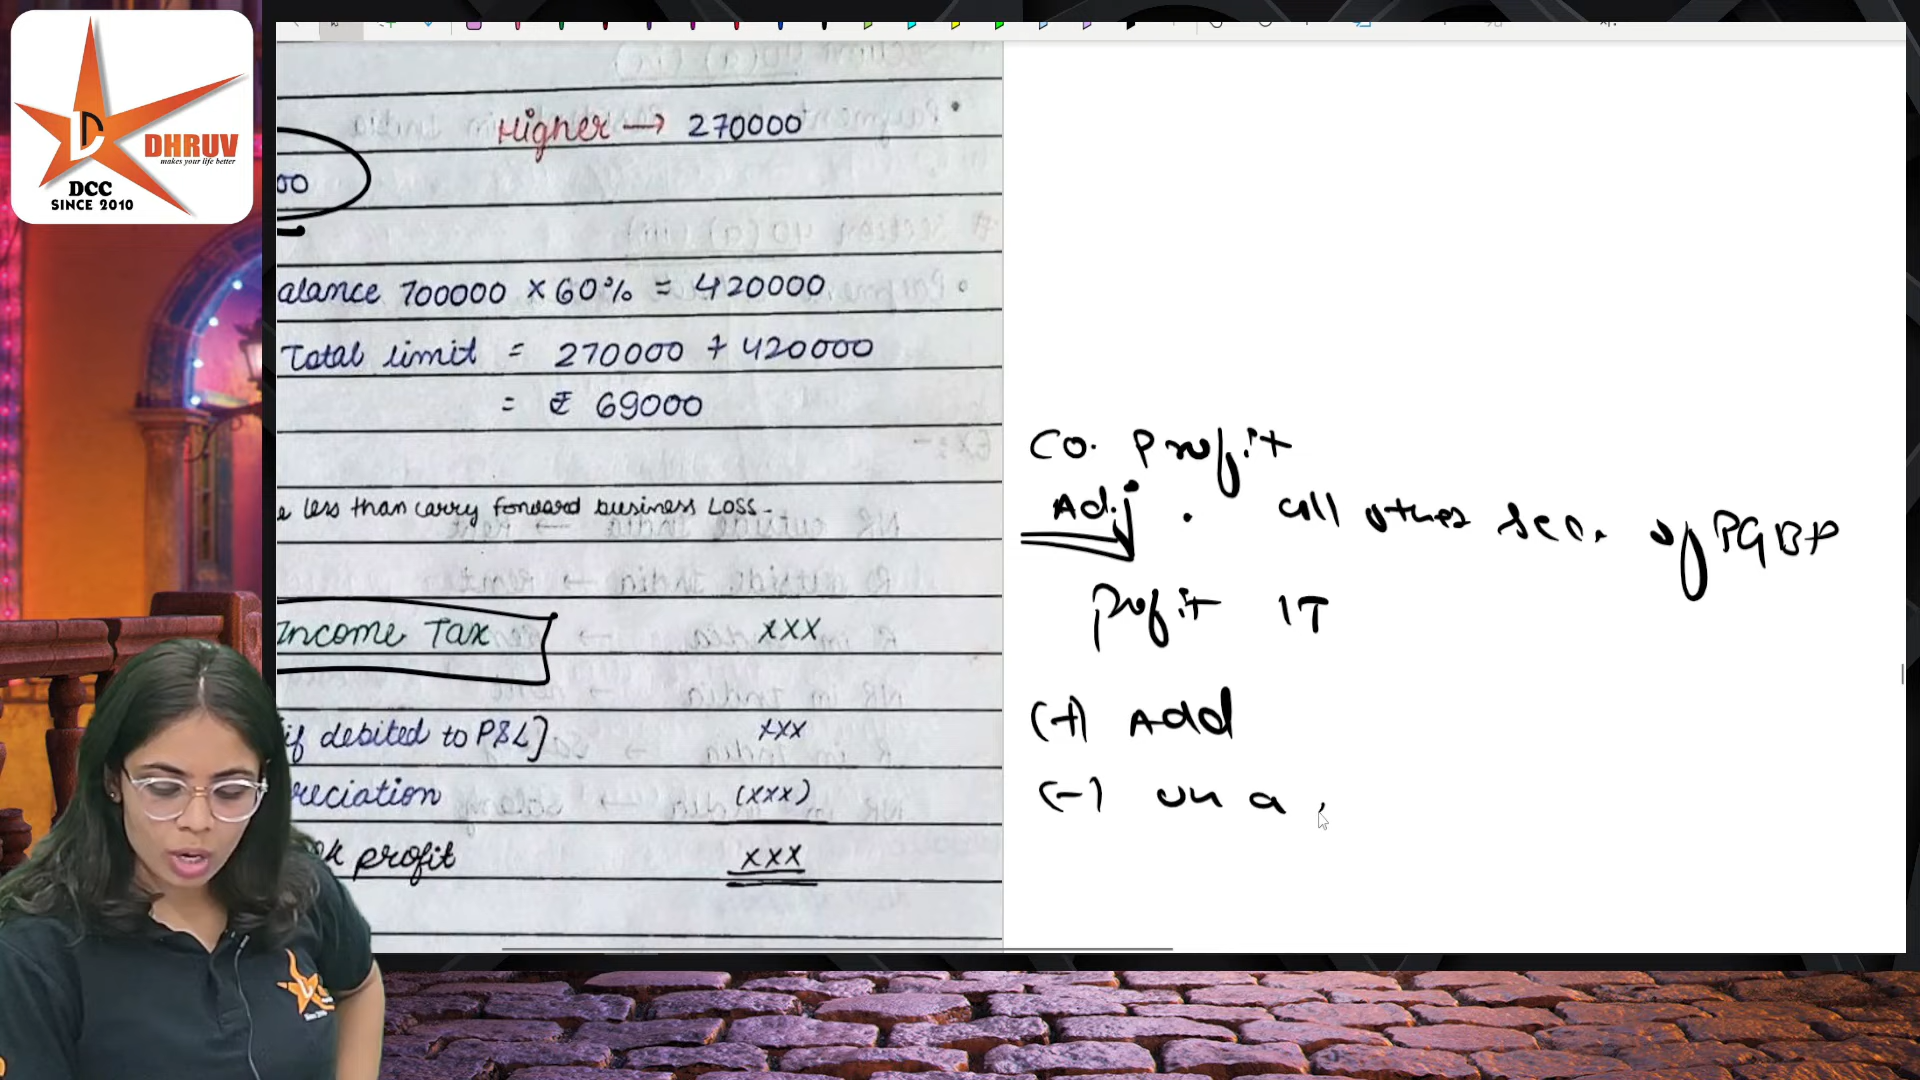 DC
DHRUV
makes your life better
DCC
SINCE 2010
Higher → 270000
00
alance 700000 × 60% = 420000
Total limit = 270000 + 420000
= ₹ 69000
e less than carry forward business Loss.
Income Tax xxx
if debited to P&L] xxx
reciation (xxx)
k profit xxx
Co. Profit
Adj. all other sec. of PGBP
Profit IT
(+) Add
(-) un a